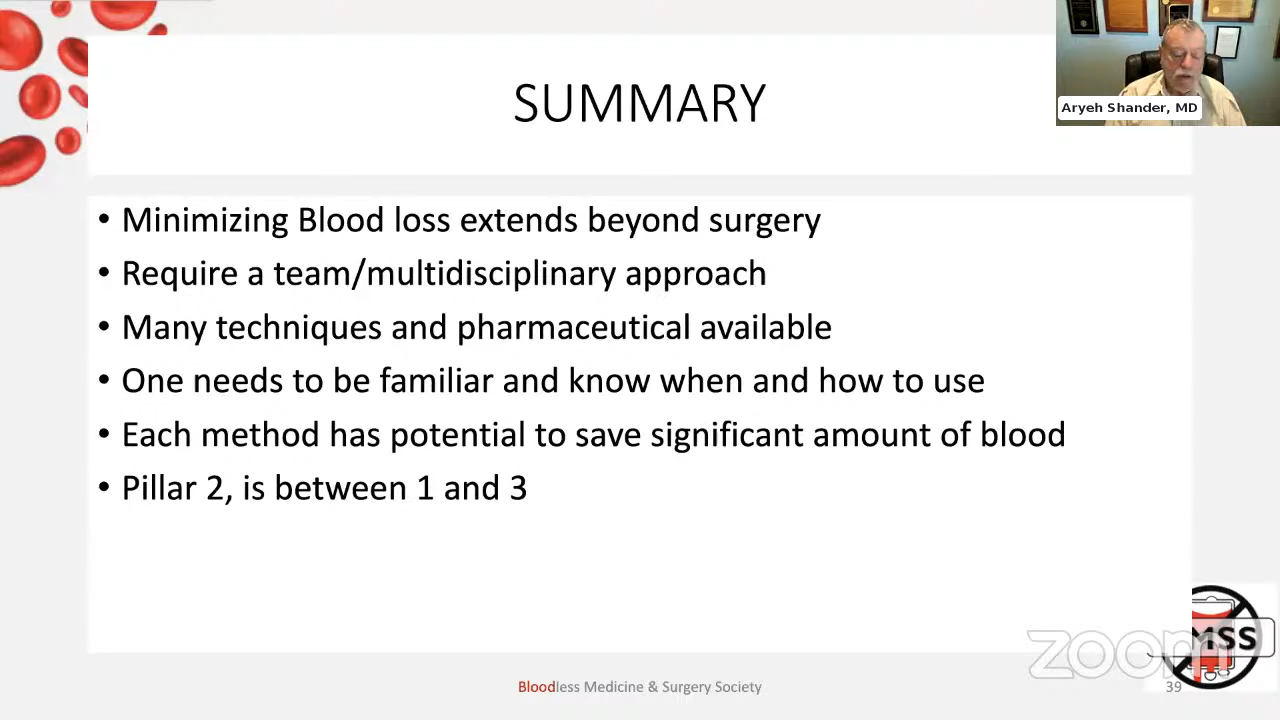 Aryeh Shander, MD
SUMMARY
• Minimizing Blood loss extends beyond surgery
• Require a team/multidisciplinary approach
• Many techniques and pharmaceutical available
• One needs to be familiar and know when and how to use
• Each method has potential to save significant amount of blood
• Pillar 2, is between 1 and 3
zoom
MSS
Bloodless Medicine & Surgery Society
39